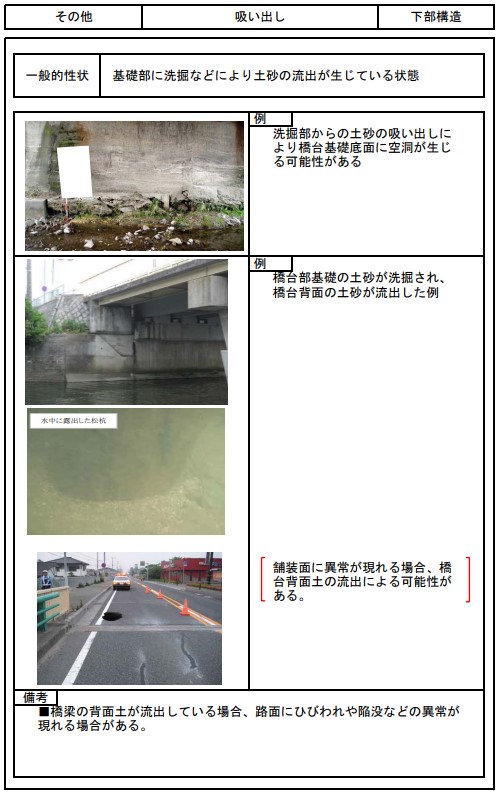 その他
吸い出し
下部構造
一般的性状
基礎部に洗掘などにより土砂の流出が生じている状態
例
洗掘部からの土砂の吸い出しに
より橋台基礎底面に空洞が生じ
る可能性がある
例
橋台部基礎の土砂が洗掘され、
橋台背面の土砂が流出した例
水中に露出した松杭
舗装面に異常が現れる場合、橋
台背面土の流出による可能性が
ある。
備考
■橋梁の背面土が流出している場合、路面にひびわれや陥没などの異常が
現れる場合がある。